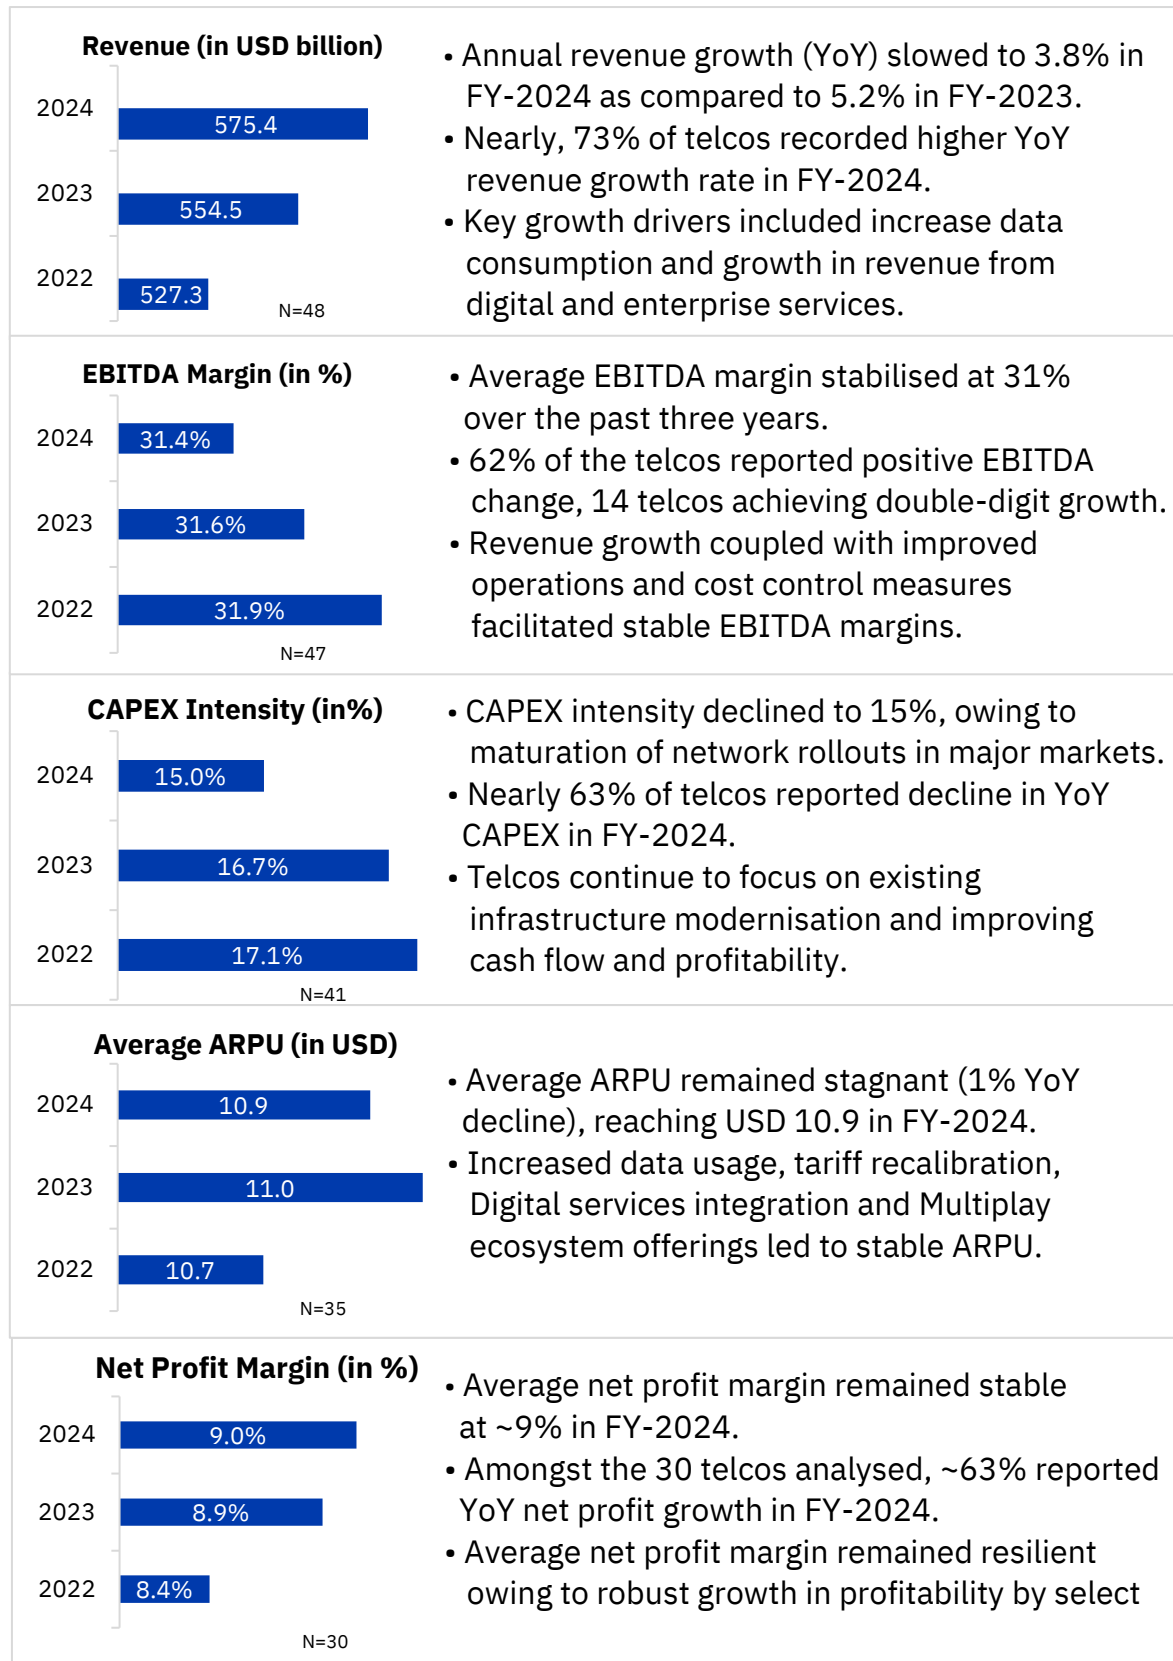 Revenue (in USD billion)
2024
575.4
2023
554.5
2022
527.3
N=48
• Annual revenue growth (YoY) slowed to 3.8% in
FY-2024 as compared to 5.2% in FY-2023.
• Nearly, 73% of telcos recorded higher YoY
revenue growth rate in FY-2024.
• Key growth drivers included increase data
consumption and growth in revenue from
digital and enterprise services.
EBITDA Margin (in %)
2024
31.4%
2023
31.6%
2022
31.9%
N=47
• Average EBITDA margin stabilised at 31%
over the past three years.
• 62% of the telcos reported positive EBITDA
change, 14 telcos achieving double-digit growth.
• Revenue growth coupled with improved
operations and cost control measures
facilitated stable EBITDA margins.
CAPEX Intensity (in%)
2024
15.0%
2023
16.7%
2022
17.1%
N=41
• CAPEX intensity declined to 15%, owing to
maturation of network rollouts in major markets.
• Nearly 63% of telcos reported decline in YoY
CAPEX in FY-2024.
• Telcos continue to focus on existing
infrastructure modernisation and improving
cash flow and profitability.
Average ARPU (in USD)
2024
10.9
2023
11.0
2022
10.7
N=35
• Average ARPU remained stagnant (1% YoY
decline), reaching USD 10.9 in FY-2024.
• Increased data usage, tariff recalibration,
Digital services integration and Multiplay
ecosystem offerings led to stable ARPU.
Net Profit Margin (in %)
2024
9.0%
2023
8.9%
2022
8.4%
N=30
• Average net profit margin remained stable
at ~9% in FY-2024.
• Amongst the 30 telcos analysed, ~63% reported
YoY net profit growth in FY-2024.
• Average net profit margin remained resilient
owing to robust growth in profitability by select